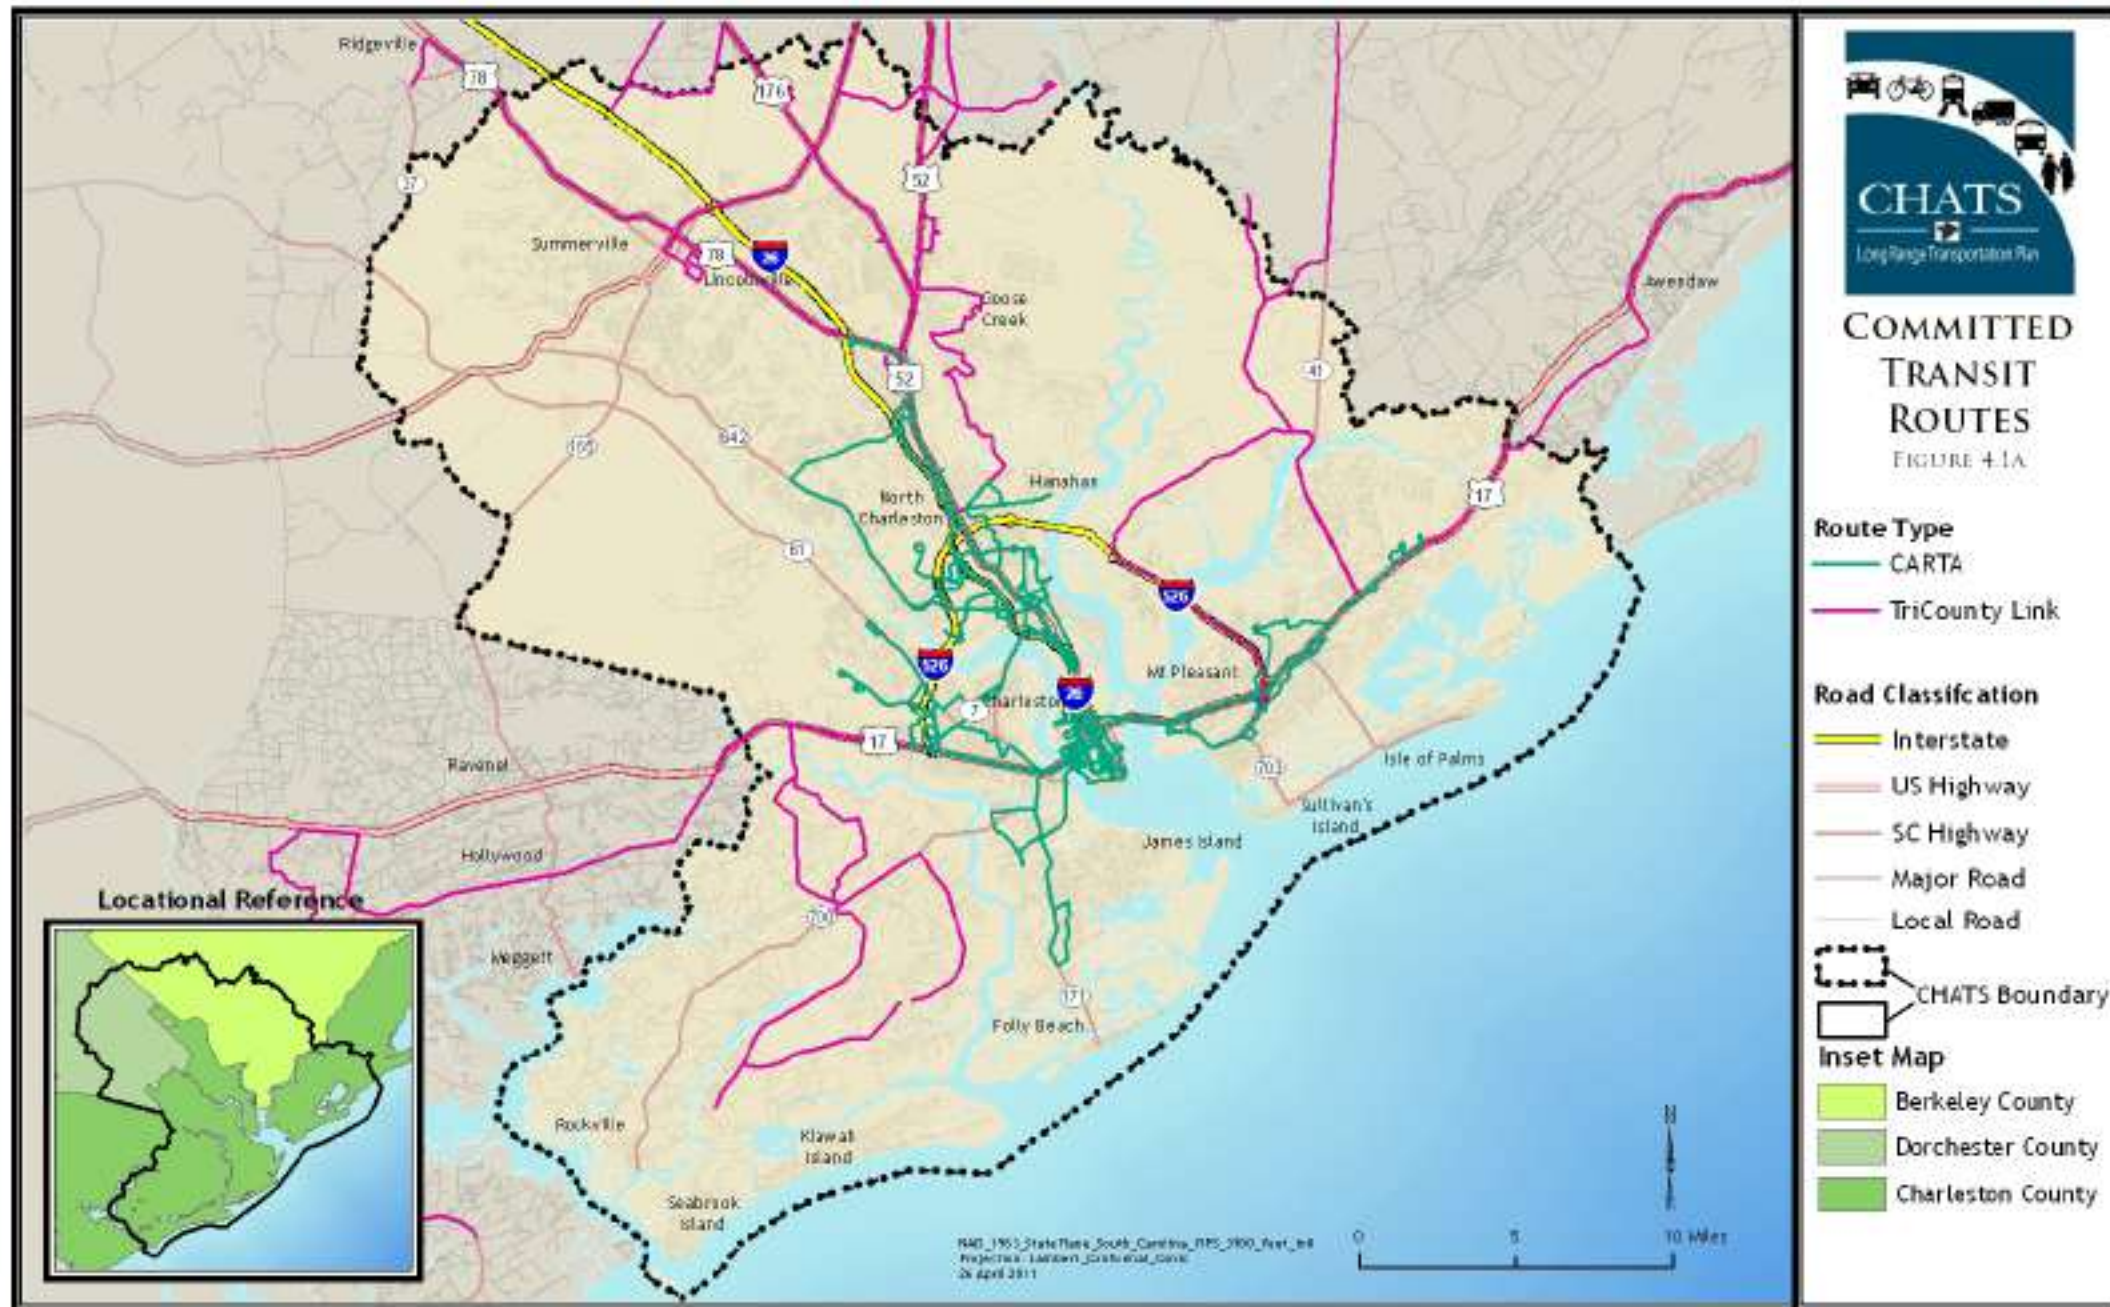 Ridgeville
78
176
27
52
Summerville
78
26
Lincolnville
Goose
Creek
Awendaw
52
41
165
642
17
North
Charleston
Hanahan
61
526
526
Mt Pleasant
26
7
Charleston
17
Ravenel
703
Isle of Palms
Sullivan's
Island
James Island
Hollywood
700
Meggett
171
Folly Beach
Rockville
Kiawah
Island
Seabrook
Island
Locational Reference
26 April 2011
0
5
10 Miles
N
CHATS
Long Range Transportation Plan
COMMITTED
TRANSIT
ROUTES
FIGURE 4.1A
Route Type
CARTA
TriCounty Link
Road Classifcation
Interstate
US Highway
SC Highway
Major Road
Local Road
CHATS Boundary
Inset Map
Berkeley County
Dorchester County
Charleston County